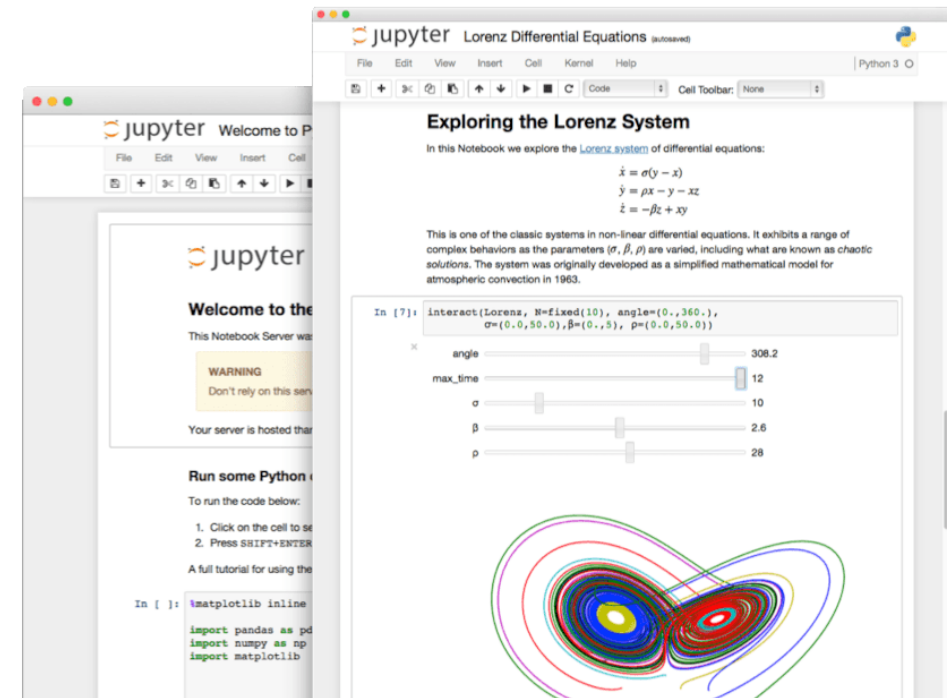 jupyter Lorenz Differential Equations (autosaved)
File Edit View Insert Cell Kernel Help Python 3
Code Cell Toolbar: None
Exploring the Lorenz System
In this Notebook we explore the Lorenz system of differential equations:
ẋ = σ(y − x)
ẏ = ρx − y − xz
ż = −βz + xy
This is one of the classic systems in non-linear differential equations. It exhibits a range of
complex behaviors as the parameters (σ, β, ρ) are varied, including what are known as chaotic
solutions. The system was originally developed as a simplified mathematical model for
atmospheric convection in 1963.
In [7]: interact(Lorenz, N=fixed(10), angle=(0.,360.),
σ=(0.0,50.0),β=(0.,5), ρ=(0.0,50.0))
angle 308.2
max_time 12
σ 10
β 2.6
ρ 28
jupyter Welcome to P
File Edit View Insert Cell
jupyter
Welcome to the
This Notebook Server was
WARNING
Don't rely on this serv
Your server is hosted than
Run some Python
To run the code below:
1. Click on the cell to se
2. Press SHIFT+ENTER
A full tutorial for using the
In [ ]: %matplotlib inline
import pandas as pd
import numpy as np
import matplotlib